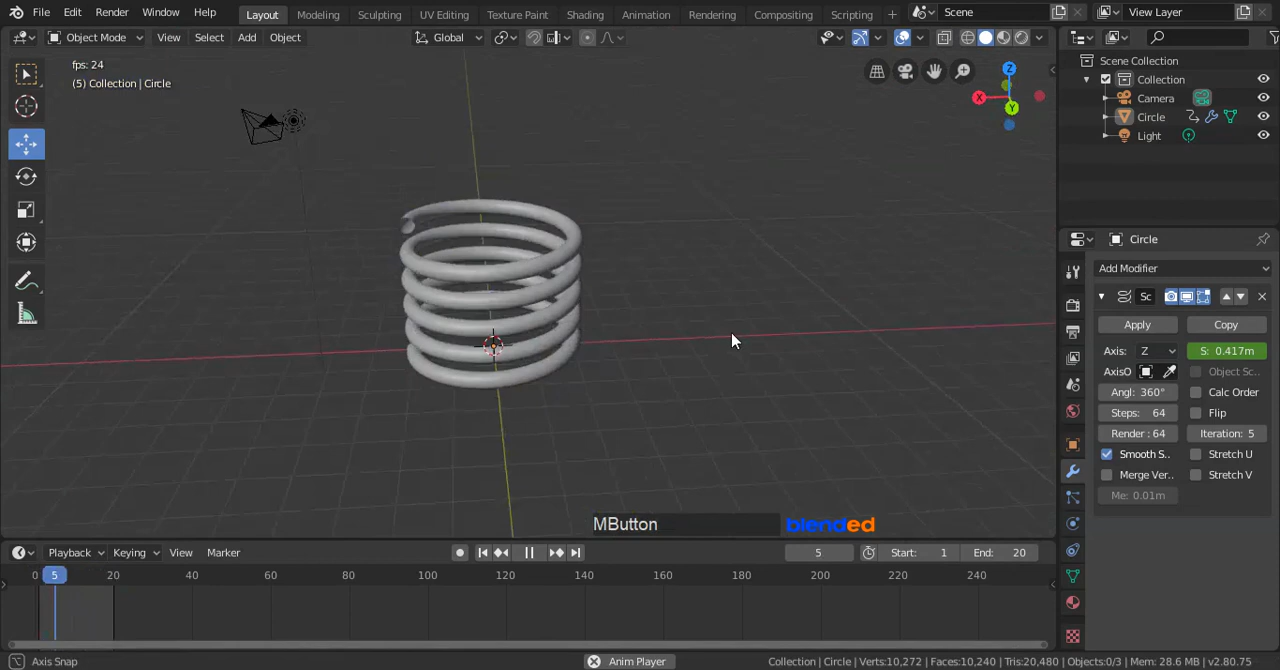 File Edit Render Window Help Layout Modeling Sculpting UV Editing Texture Paint Shading Animation Rendering Compositing Scripting + Scene View Layer
Object Mode View Select Add Object Global
fps: 24
(5) Collection | Circle
X Y Z
Scene Collection
Collection
Camera
Circle
Light
Circle
Add Modifier
Sc
Apply Copy
Axis: Z S: 0.417m
AxisO Object Sc..
Angl: 360° Calc Order
Steps: 64 Flip
Render: 64 Iteration: 5
Smooth S.. Stretch U
Merge Ver.. Stretch V
Me: 0.01m
MButton blended
Playback Keying View Marker 5 Start: 1 End: 20
0 5 20 40 60 80 100 120 140 160 180 200 220 240
Axis Snap Anim Player Collection | Circle | Verts:10,272 | Faces:10,240 | Tris:20,480 | Objects:0/3 | Mem: 28.6 MB | v2.80.75